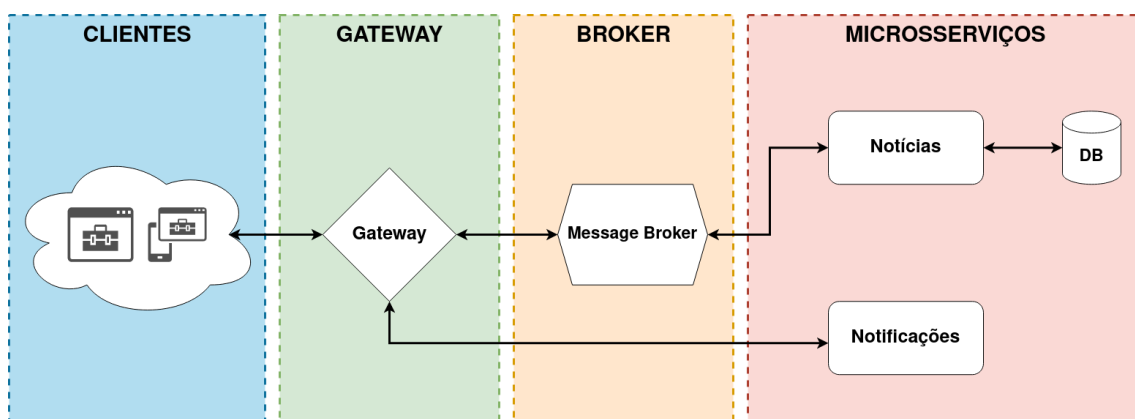 CLIENTES
GATEWAY
BROKER
MICROSSERVIÇOS
Notícias
DB
Gateway
Message Broker
Notificações